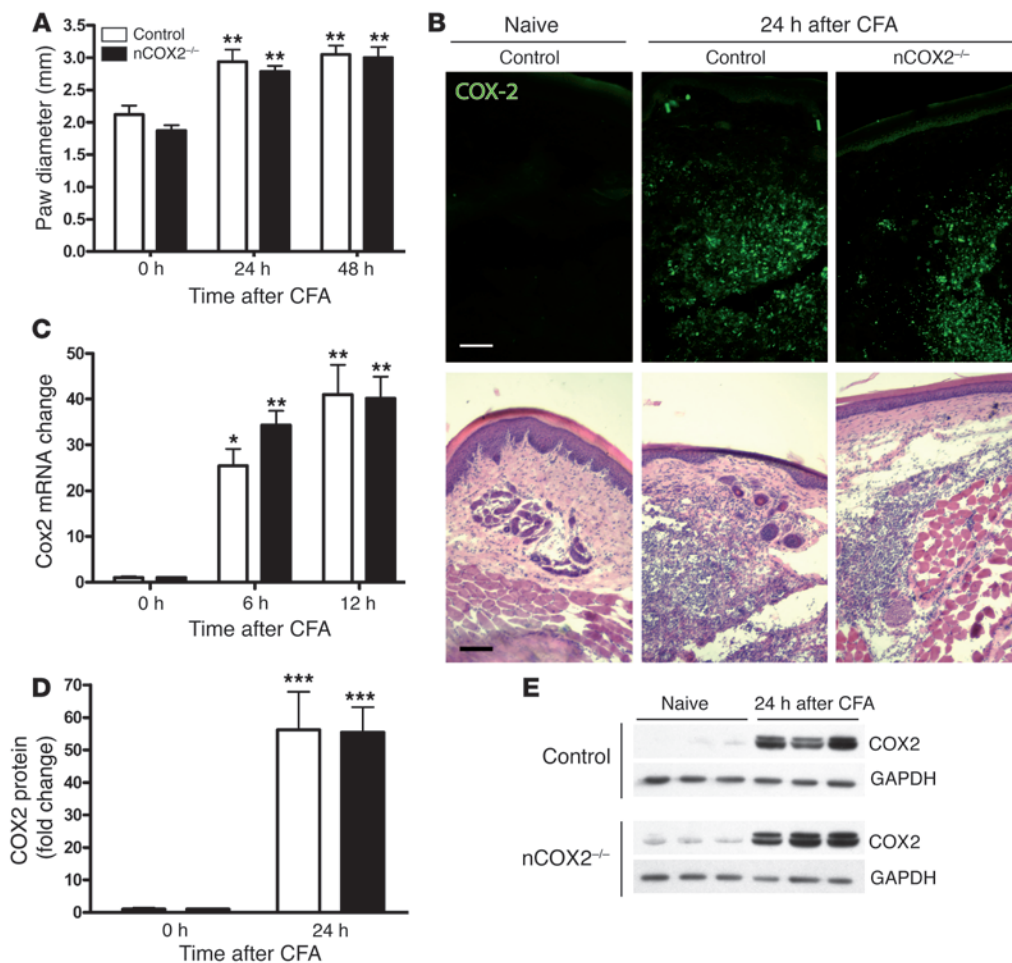 A
Control
nCOX2–/–
Paw diameter (mm)
3.5
3.0
2.5
2.0
1.5
1.0
0.5
0.0
** ** ** **
0 h 24 h 48 h
Time after CFA
B
Naive 24 h after CFA
Control Control nCOX2–/–
COX-2
C
Cox2 mRNA change
50
40
30
20
10
0
* ** ** **
0 h 6 h 12 h
Time after CFA
D
COX2 protein
(fold change)
70
60
50
40
30
20
10
0
*** ***
0 h 24 h
Time after CFA
E
Naive 24 h after CFA
Control
COX2
GAPDH
nCOX2–/–
COX2
GAPDH